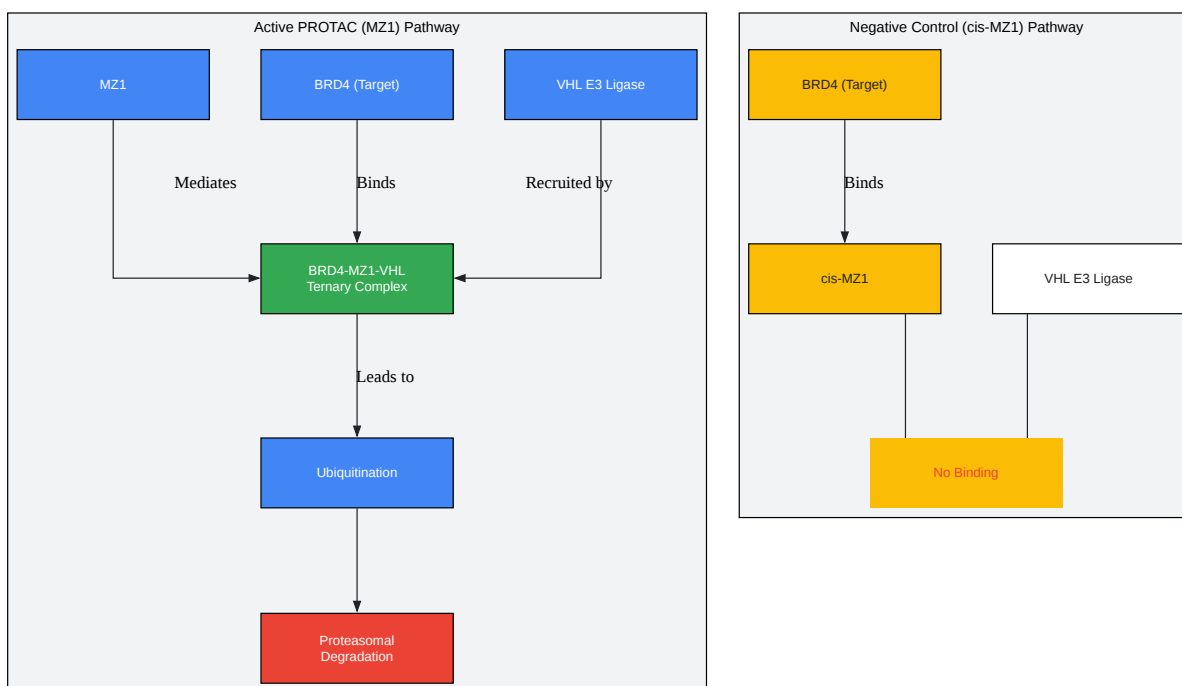 Active PROTAC (MZ1) Pathway
MZ1
BRD4 (Target)
VHL E3 Ligase
Mediates
Binds
Recruited by
BRD4-MZ1-VHL
Ternary Complex
Leads to
Ubiquitination
Proteasomal
Degradation
Negative Control (cis-MZ1) Pathway
BRD4 (Target)
Binds
cis-MZ1
VHL E3 Ligase
No Binding